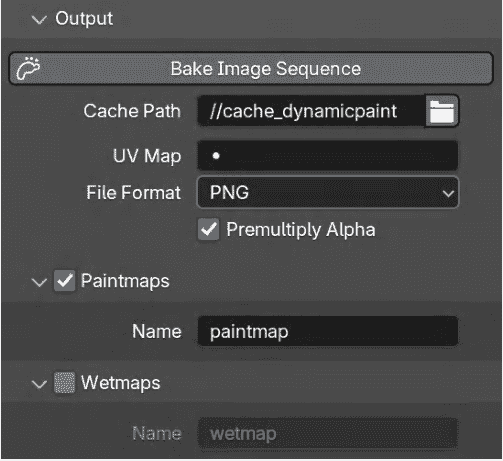 Output
Bake Image Sequence
Cache Path //cache_dynamicpaint
UV Map
File Format PNG
Premultiply Alpha
Paintmaps
Name paintmap
Wetmaps
Name wetmap